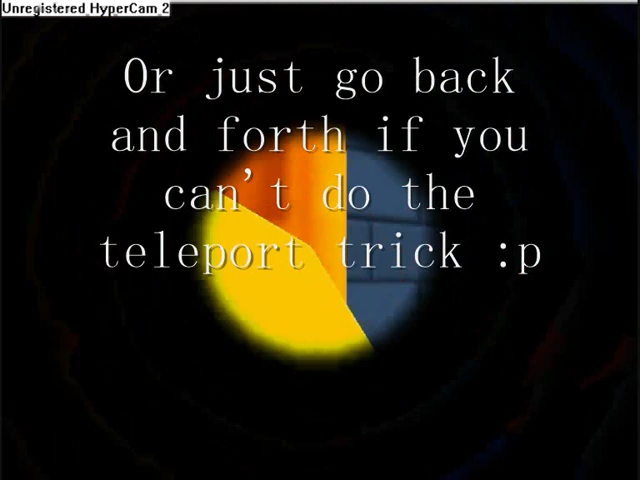 Unregistered HyperCam 2
Or just go back
and forth if you
can't do the
teleport trick :p